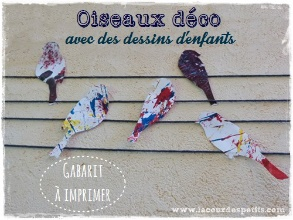 Oiseaux déco
avec des dessins d'enfants
GABARIT
À IMPRIMER
www.lacourdespetits.com